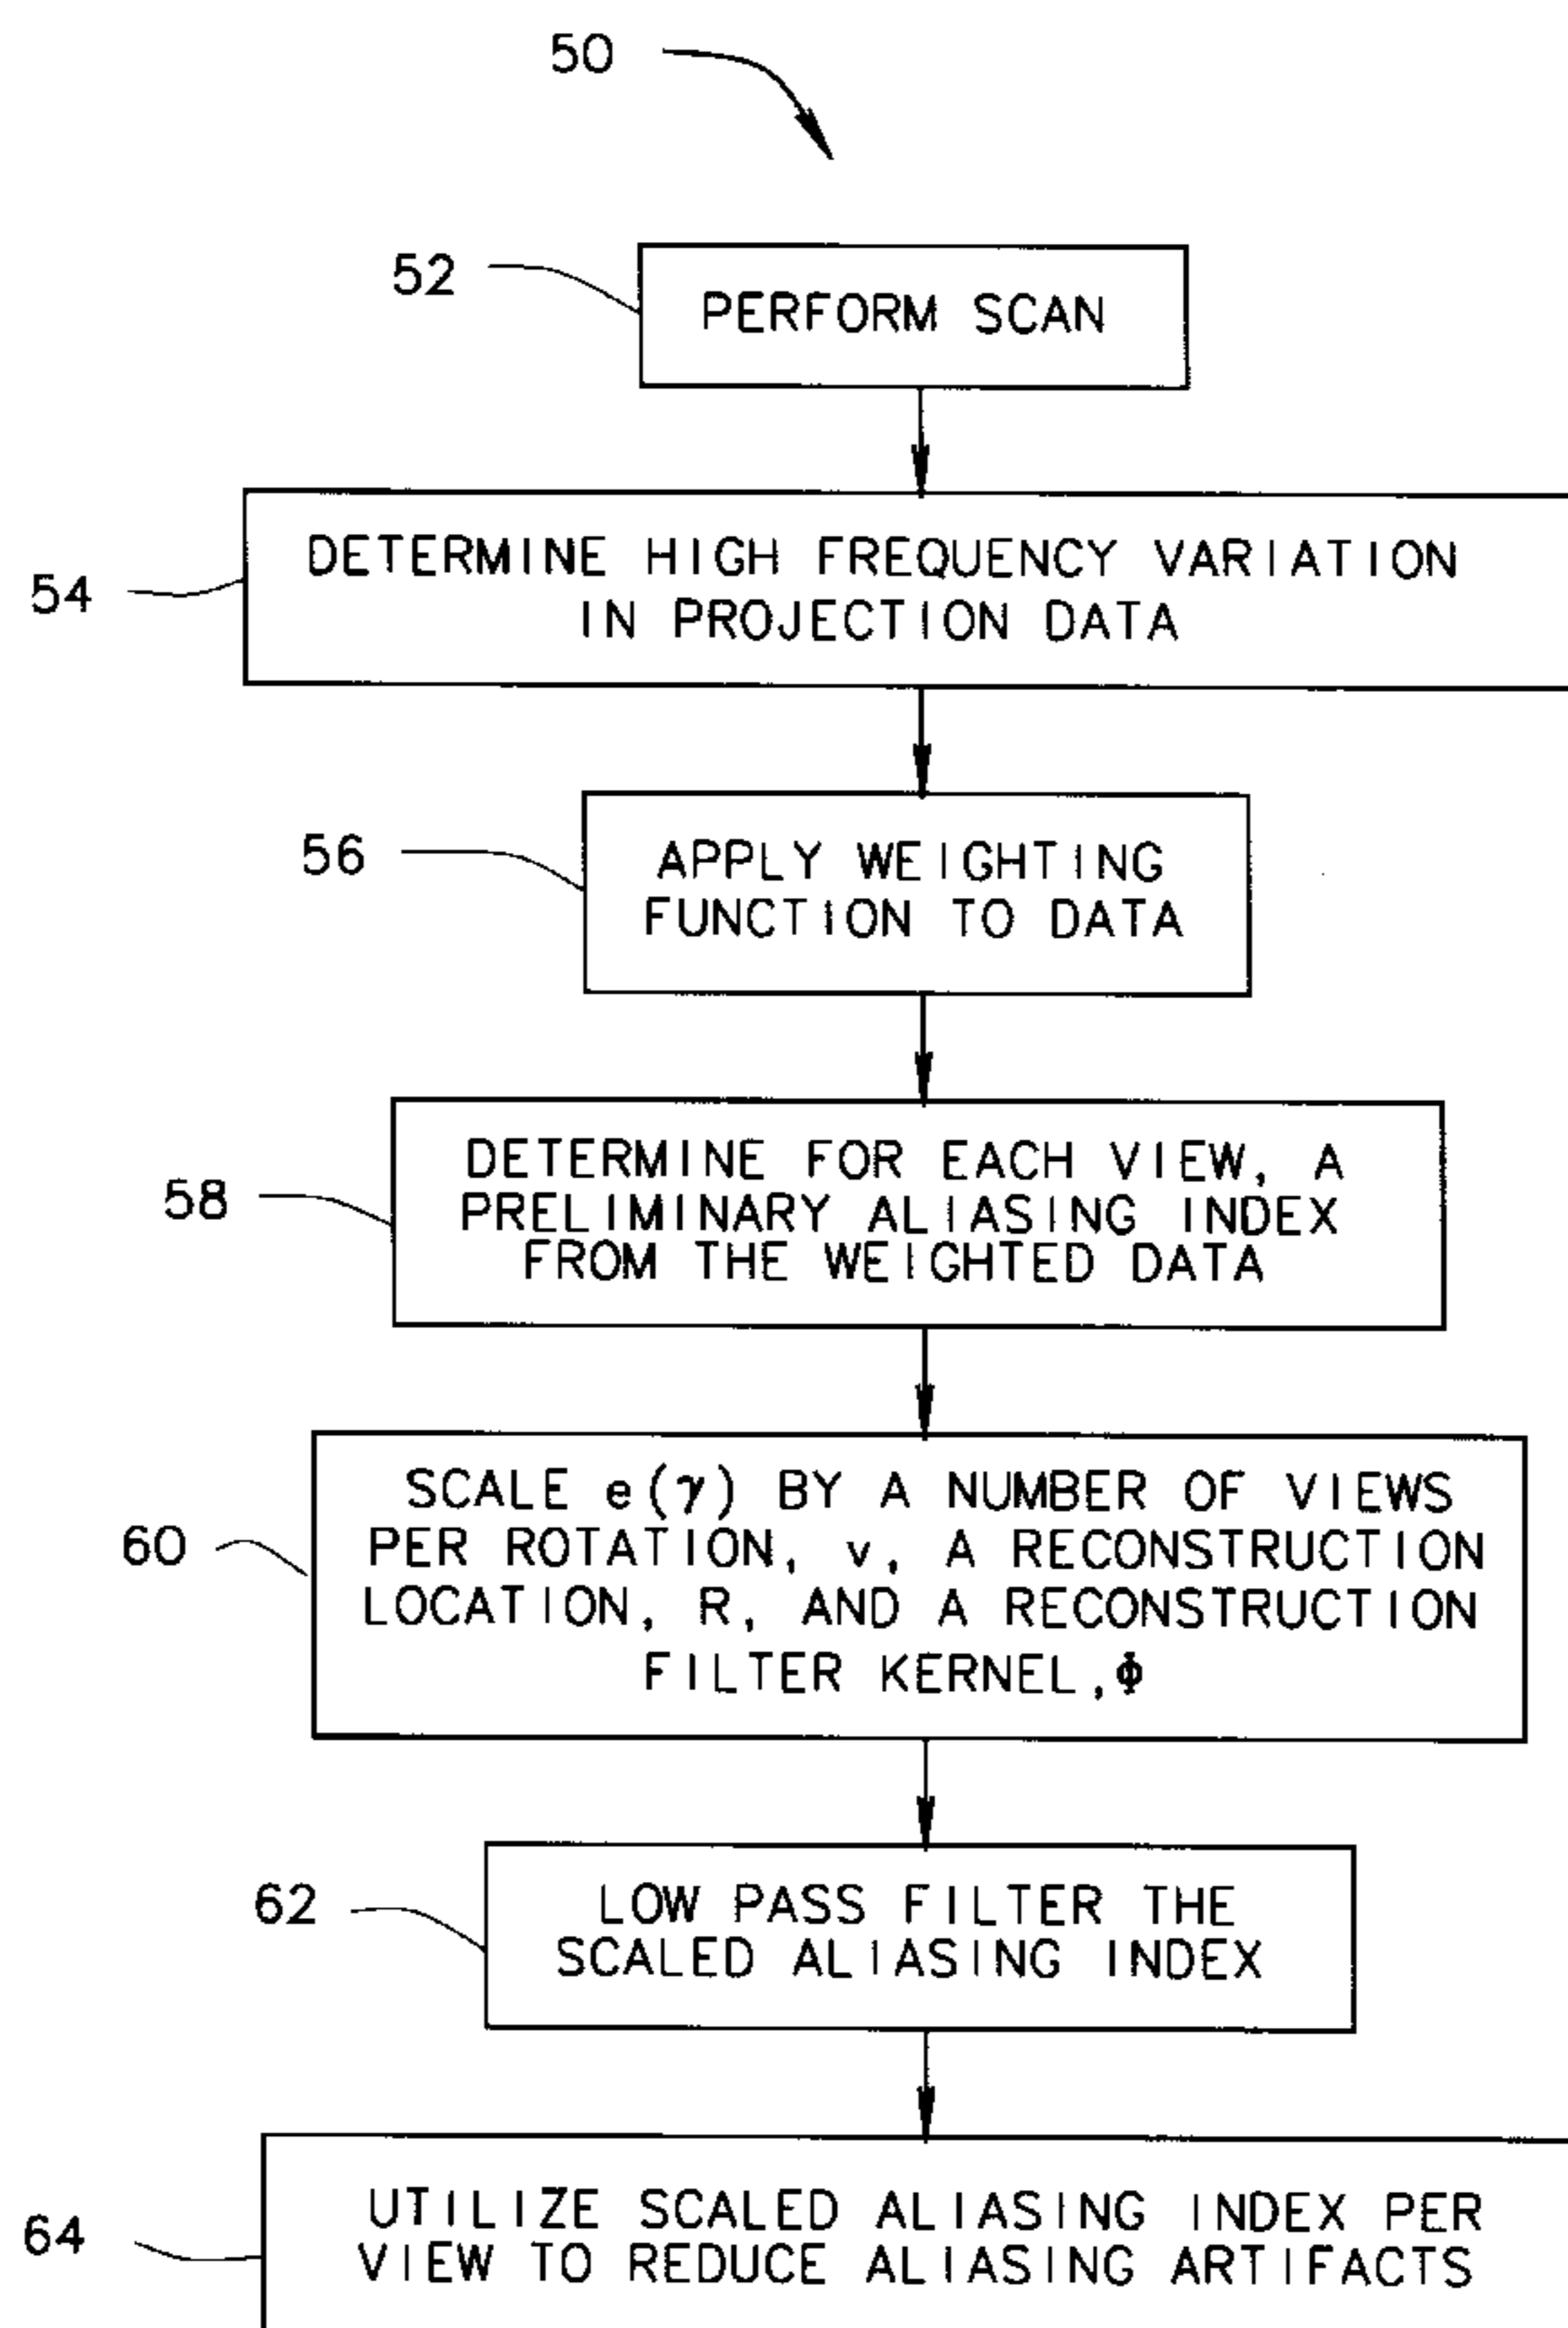 50
52
PERFORM SCAN
54
DETERMINE HIGH FREQUENCY VARIATION
IN PROJECTION DATA
56
APPLY WEIGHTING
FUNCTION TO DATA
58
DETERMINE FOR EACH VIEW, A
PRELIMINARY ALIASING INDEX
FROM THE WEIGHTED DATA
60
SCALE e(γ) BY A NUMBER OF VIEWS
PER ROTATION, v, A RECONSTRUCTION
LOCATION, R, AND A RECONSTRUCTION
FILTER KERNEL,Φ
62
LOW PASS FILTER THE
SCALED ALIASING INDEX
64
UTILIZE SCALED ALIASING INDEX PER
VIEW TO REDUCE ALIASING ARTIFACTS